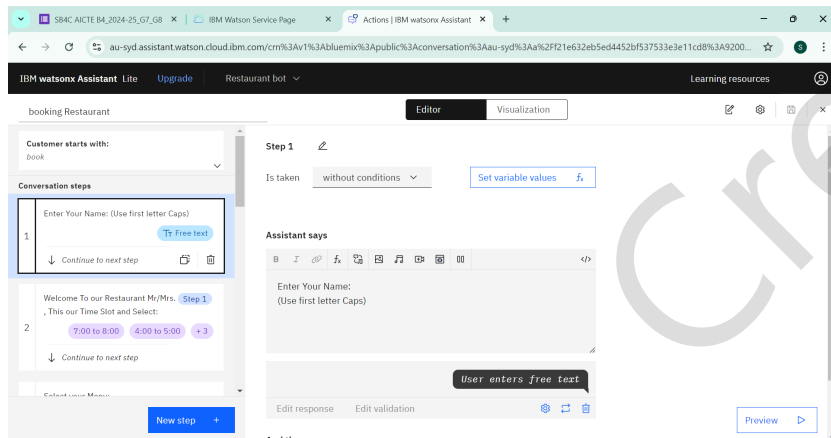 SB4C AICTE B4_2024-25_G7_G8
IBM Watson Service Page
Actions | IBM watsonx Assistant
au-syd.assistant.watson.cloud.ibm.com/crn%3Av1%3Abluemix%3Apublic%3Aconversation%3Aau-syd%3Aa%2Ff21e632eb5ed4452bf537533e3e11cd8%3A9200...
S
IBM watsonx Assistant Lite
Upgrade
Restaurant bot
Learning resources
booking Restaurant
Editor
Visualization
Customer starts with:
book
Conversation steps
1
Enter Your Name: (Use first letter Caps)
Free text
Continue to next step
2
Welcome To our Restaurant Mr/Mrs. Step 1
, This our Time Slot and Select:
7:00 to 8:00 4:00 to 5:00 + 3
Continue to next step
Select your Menu:
New step +
Step 1
Is taken without conditions
Set variable values fx
Assistant says
B I fx </>
Enter Your Name:
(Use first letter Caps)
User enters free text
Edit response Edit validation
Preview
Cre